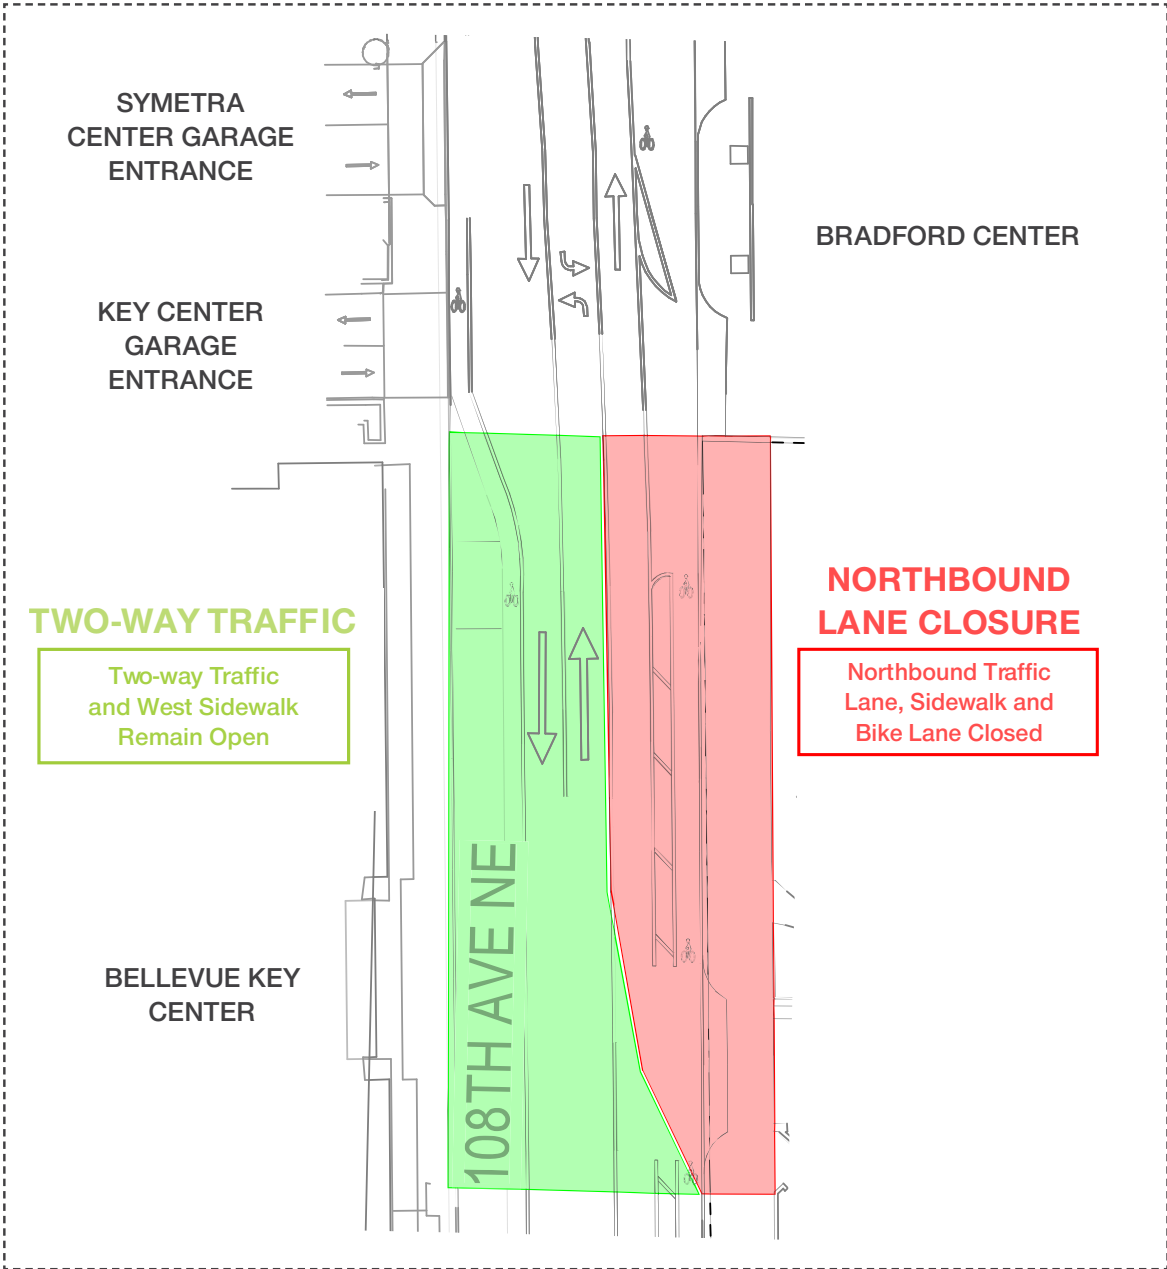 SYMETRA
CENTER GARAGE
ENTRANCE
BRADFORD CENTER
KEY CENTER
GARAGE
ENTRANCE
TWO-WAY TRAFFIC
Two-way Traffic
and West Sidewalk
Remain Open
NORTHBOUND
LANE CLOSURE
Northbound Traffic
Lane, Sidewalk and
Bike Lane Closed
108TH AVE NE
BELLEVUE KEY
CENTER